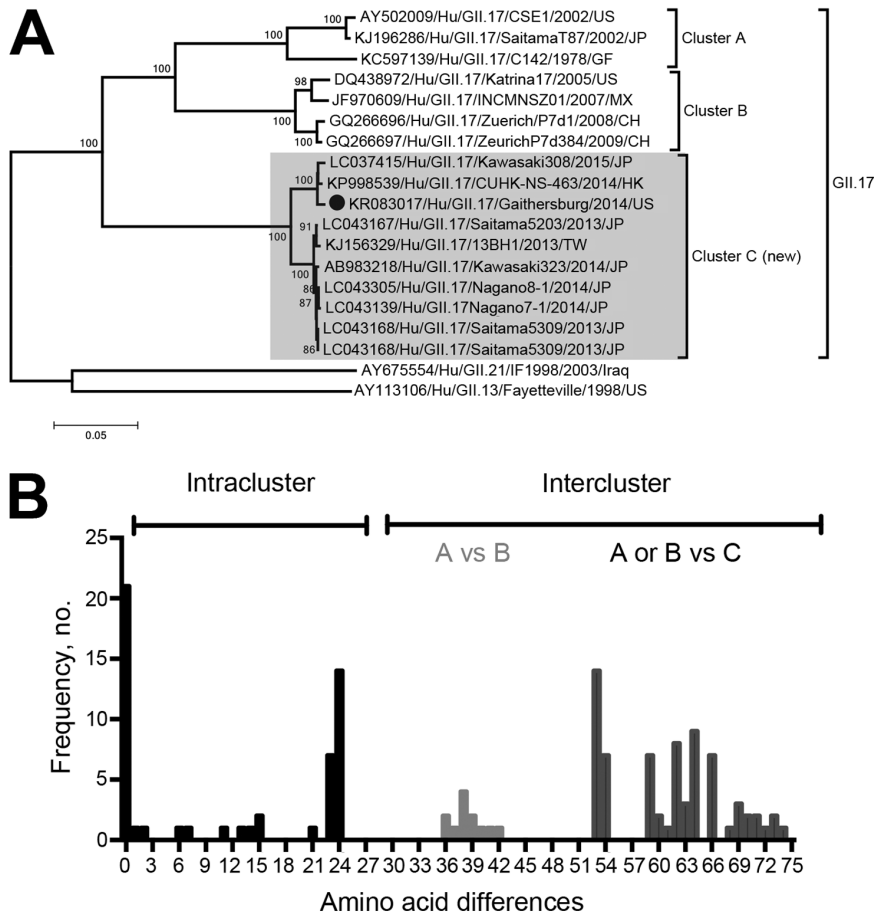 A
AY502009/Hu/GII.17/CSE1/2002/US
100
KJ196286/Hu/GII.17/SaitamaT87/2002/JP
100
Cluster A
KC597139/Hu/GII.17/C142/1978/GF
100
DQ438972/Hu/GII.17/Katrina17/2005/US
98
JF970609/Hu/GII.17/INCMNSZ01/2007/MX
Cluster B
GQ266696/Hu/GII.17/Zuerich/P7d1/2008/CH
100
GQ266697/Hu/GII.17/ZeurichP7d384/2009/CH
100
100
LC037415/Hu/GII.17/Kawasaki308/2015/JP
100
KP998539/Hu/GII.17/CUHK-NS-463/2014/HK
GII.17
KR083017/Hu/GII.17/Gaithersburg/2014/US
LC043167/Hu/GII.17/Saitama5203/2013/JP
91
100
KJ156329/Hu/GII.17/13BH1/2013/TW
Cluster C (new)
AB983218/Hu/GII.17/Kawasaki323/2014/JP
100
LC043305/Hu/GII.17/Nagano8-1/2014/JP
86
LC043139/Hu/GII.17Nagano7-1/2014/JP
87
LC043168/Hu/GII.17/Saitama5309/2013/JP
LC043168/Hu/GII.17/Saitama5309/2013/JP
86
AY675554/Hu/GII.21/IF1998/2003/Iraq
AY113106/Hu/GII.13/Fayetteville/1998/US
0.05
B
Intracluster
Intercluster
A vs B
A or B vs C
25
20
15
10
5
0
Frequency, no.
0 3 6 9 12 15 18 21 24 27 30 33 36 39 42 45 48 51 54 57 60 63 66 69 72 75
Amino acid differences